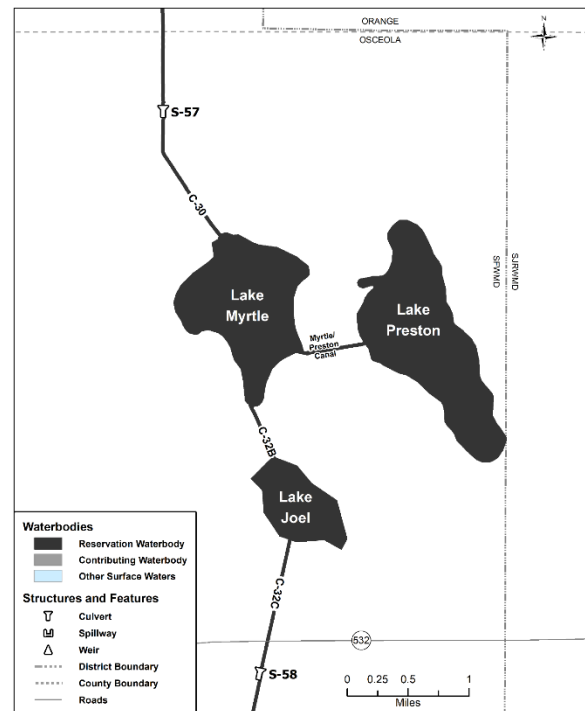 ORANGE
OSCEOLA
N
S-57
C-30
Lake
Myrtle
Lake
Preston
SFWMD
SJRWMD
Myrtle/
Preston
Canal
C-32B
Lake
Joel
C-32C
532
S-58
Waterbodies
Reservation Waterbody
Contributing Waterbody
Other Surface Waters
Structures and Features
Culvert
Spillway
Weir
District Boundary
County Boundary
Roads
0 0.25 0.5 1
Miles